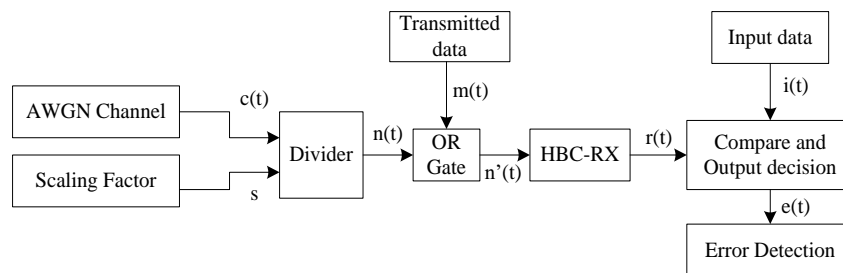 Transmitted
data
Input data
m(t)
i(t)
AWGN Channel
c(t)
Scaling Factor
s
Divider
n(t)
OR
Gate
n’(t)
HBC-RX
r(t)
Compare and
Output decision
e(t)
Error Detection